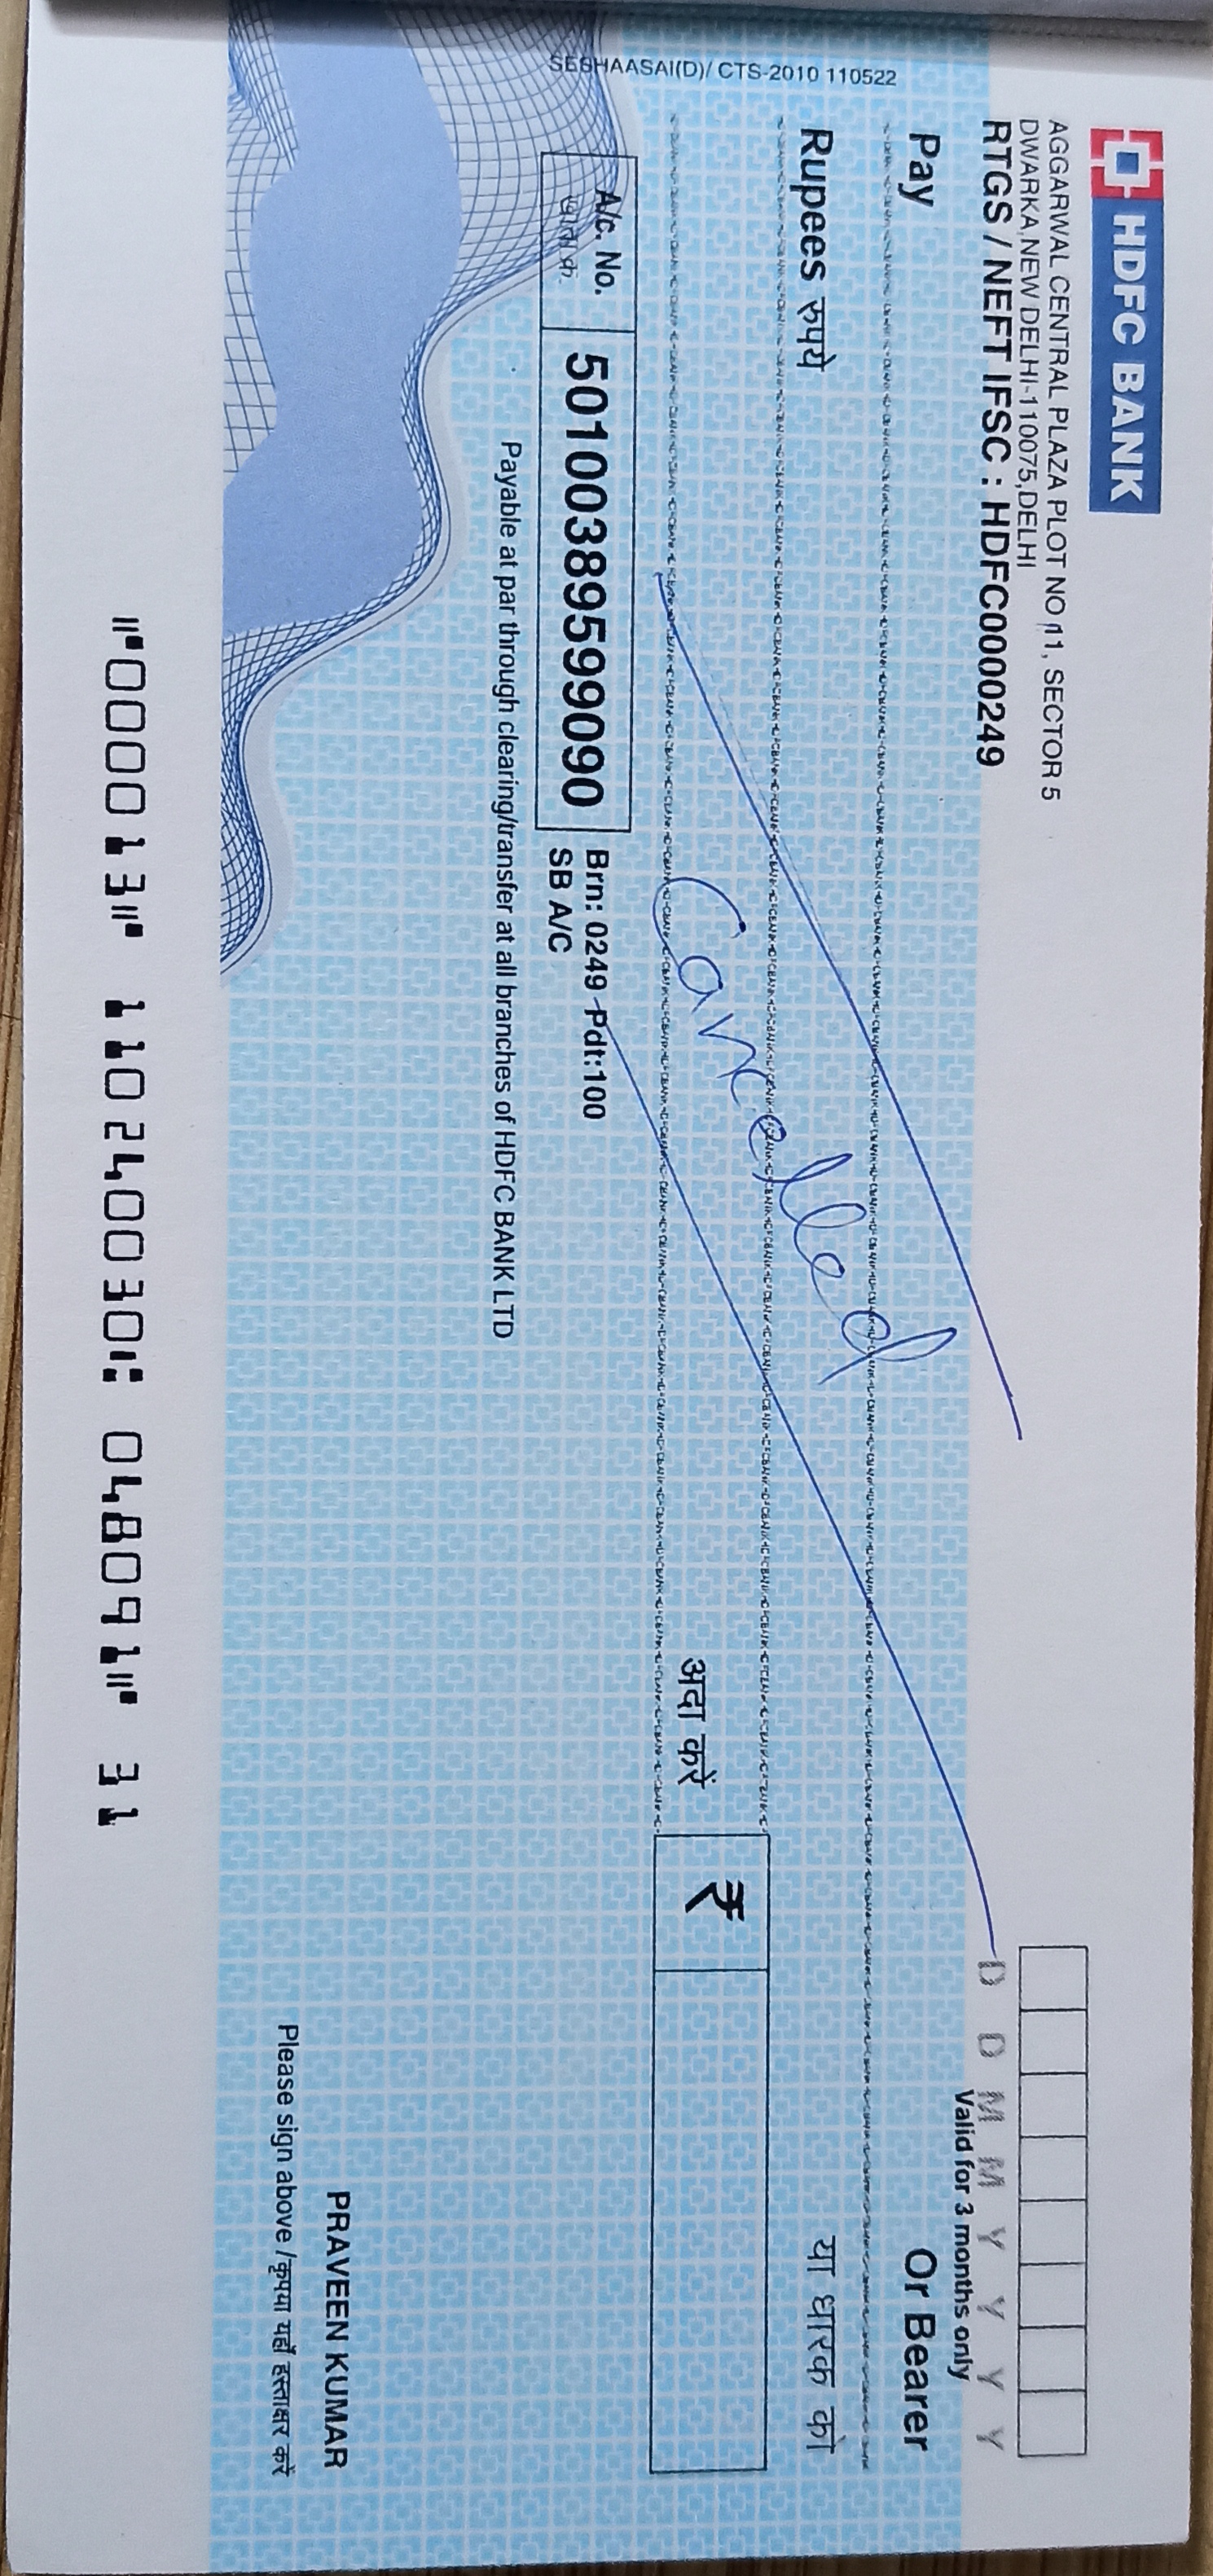 HDFC BANK
AGGARWAL CENTRAL PLAZA PLOT NO 11, SECTOR 5
DWARKA,NEW DELHI-110075,DELHI
RTGS / NEFT IFSC : HDFC0000249
D D M M Y Y Y Y
Valid for 3 months only
Pay
Or Bearer
Rupees रुपये
या धारक को
Cancelled
अदा करें
₹
A/c. No.
खाता क्र.
50100389599090
Brn: 0249 Pdt:100
SB A/C
Payable at par through clearing/transfer at all branches of HDFC BANK LTD
SESHAASAI(D)/ CTS-2010 110522
PRAVEEN KUMAR
Please sign above /कृपया यहाँ हस्ताक्षर करें
⑈000013⑈ 110240030⑆ 048091⑈ 31